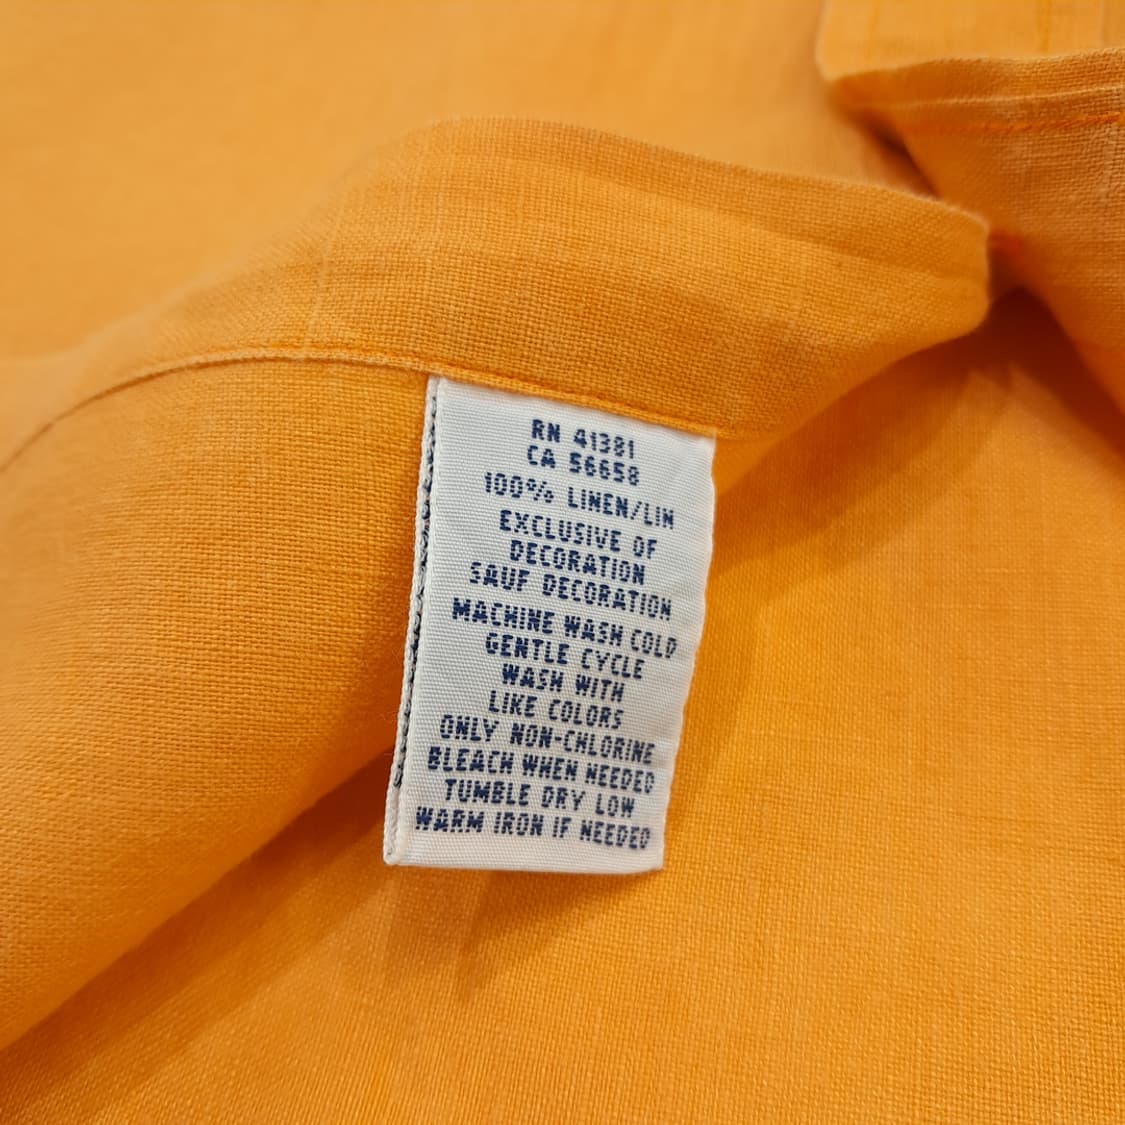 RN 41381
CA 56658
100% LINEN/LIN
EXCLUSIVE OF
DECORATION
SAUF DECORATION
MACHINE WASH COLD
GENTLE CYCLE
WASH WITH
LIKE COLORS
ONLY NON-CHLORINE
BLEACH WHEN NEEDED
TUMBLE DRY LOW
WARM IRON IF NEEDED